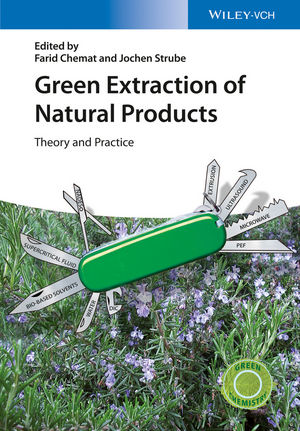 WILEY-VCH
Edited by
Farid Chemat and Jochen Strube
Green Extraction of
Natural Products
Theory and Practice
SUPERCRITICAL FLUID
BIO-BASED SOLVENTS
WATER
DIC
EXTRUSION
ULTRASOUND
MICROWAVE
PEF
GREEN
CHEMISTRY